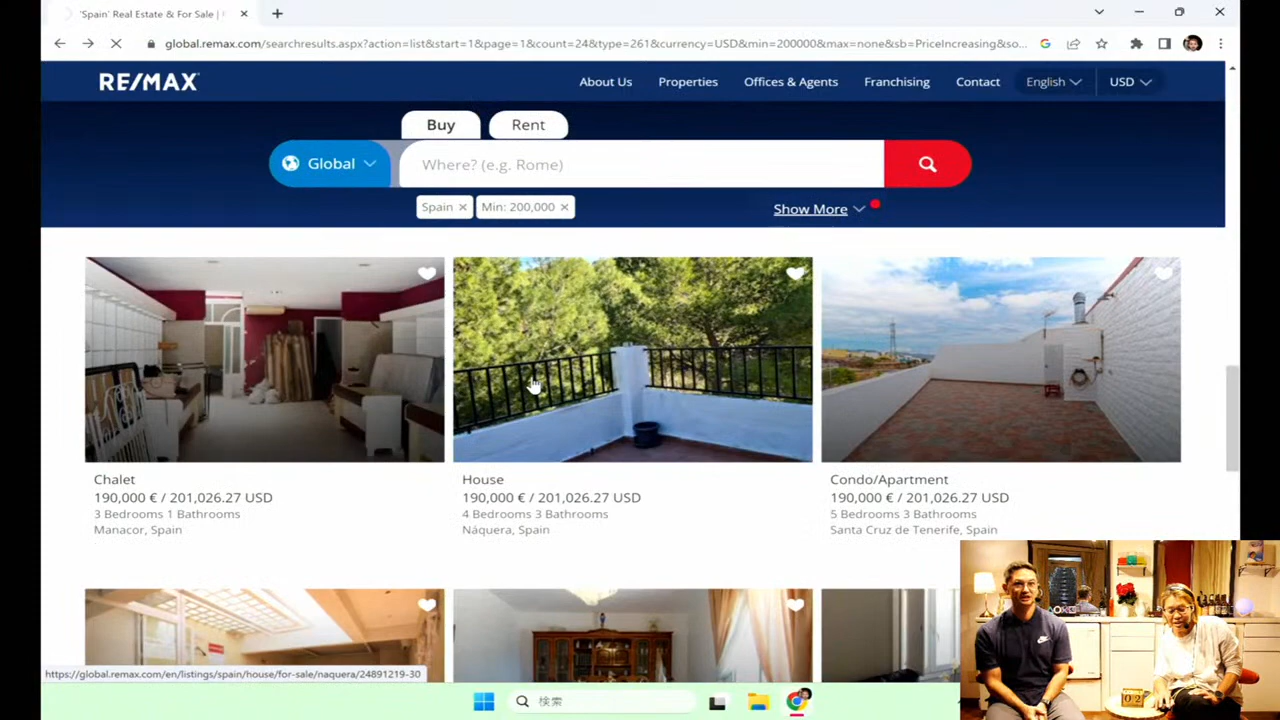 'Spain' Real Estate & For Sale |
global.remax.com/searchresults.aspx?action=list&start=1&page=1&count=24&type=261&currency=USD&min=200000&max=none&sb=PriceIncreasing&so...
RE/MAX
About Us Properties Offices & Agents Franchising Contact English USD
Buy Rent
Global Where? (e.g. Rome)
Spain × Min: 200,000 × Show More
Chalet
190,000 € / 201,026.27 USD
3 Bedrooms 1 Bathrooms
Manacor, Spain
House
190,000 € / 201,026.27 USD
4 Bedrooms 3 Bathrooms
Náquera, Spain
Condo/Apartment
190,000 € / 201,026.27 USD
5 Bedrooms 3 Bathrooms
Santa Cruz de Tenerife, Spain
https://global.remax.com/en/listings/spain/house/for-sale/naquera/24891219-30
検索
02